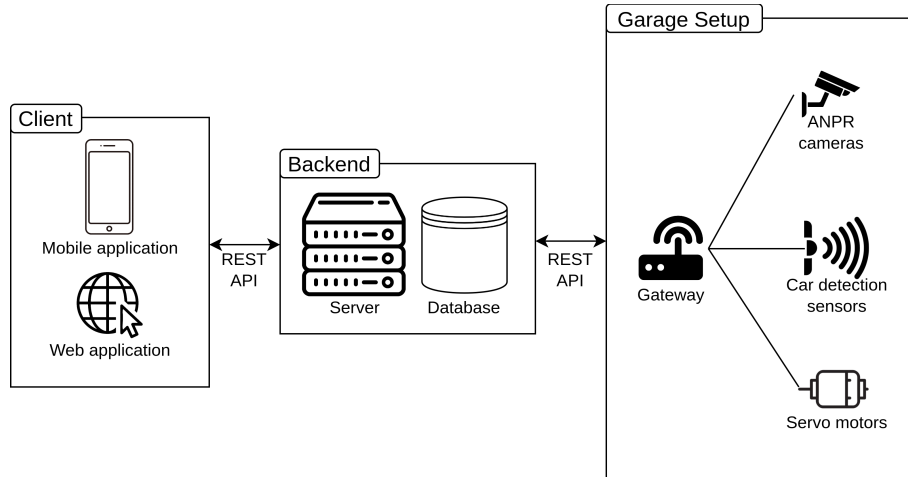 Garage Setup
Client
Mobile application
Web application
REST
API
Backend
Server
Database
REST
API
Gateway
ANPR
cameras
Car detection
sensors
Servo motors